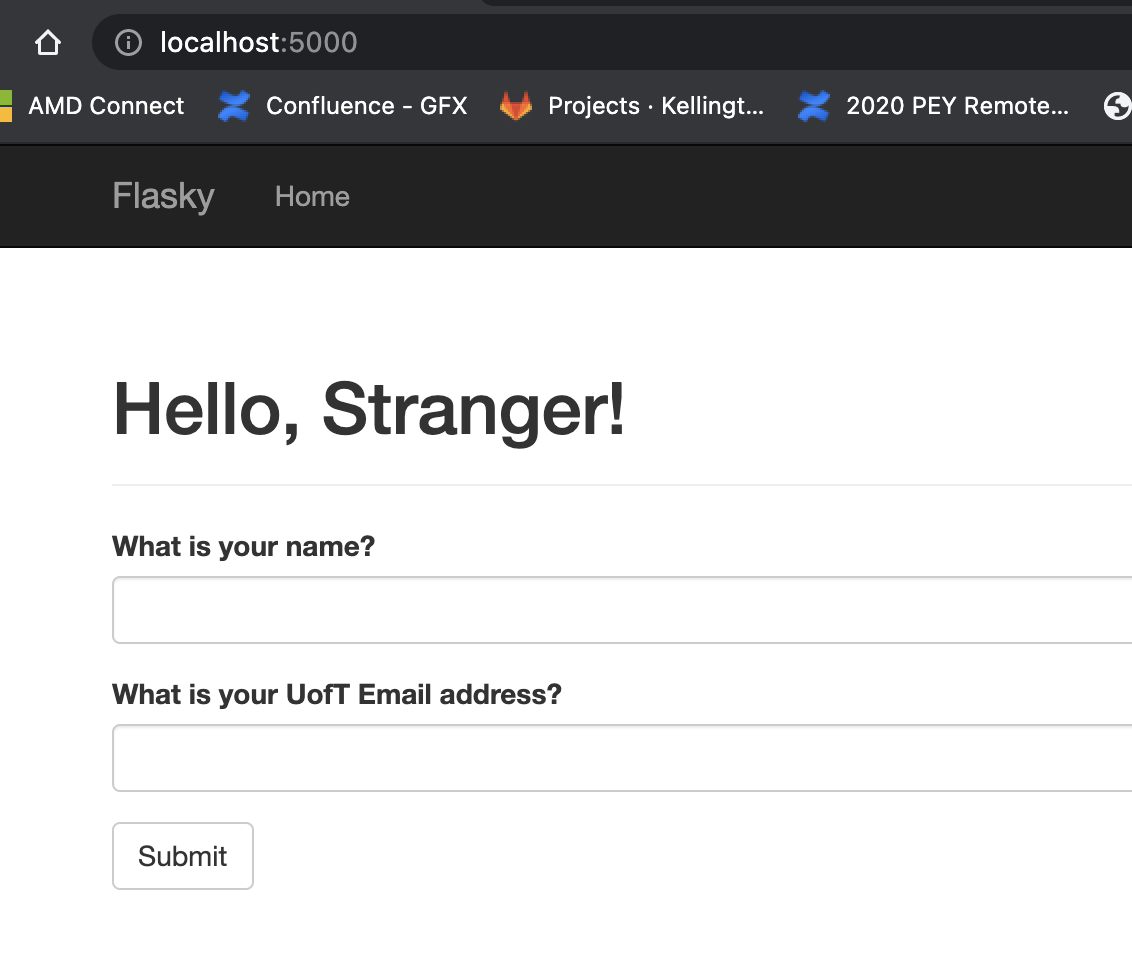 localhost:5000
AMD Connect Confluence - GFX Projects · Kellingt... 2020 PEY Remote...
Flasky Home
Hello, Stranger!
What is your name?
What is your UofT Email address?
Submit